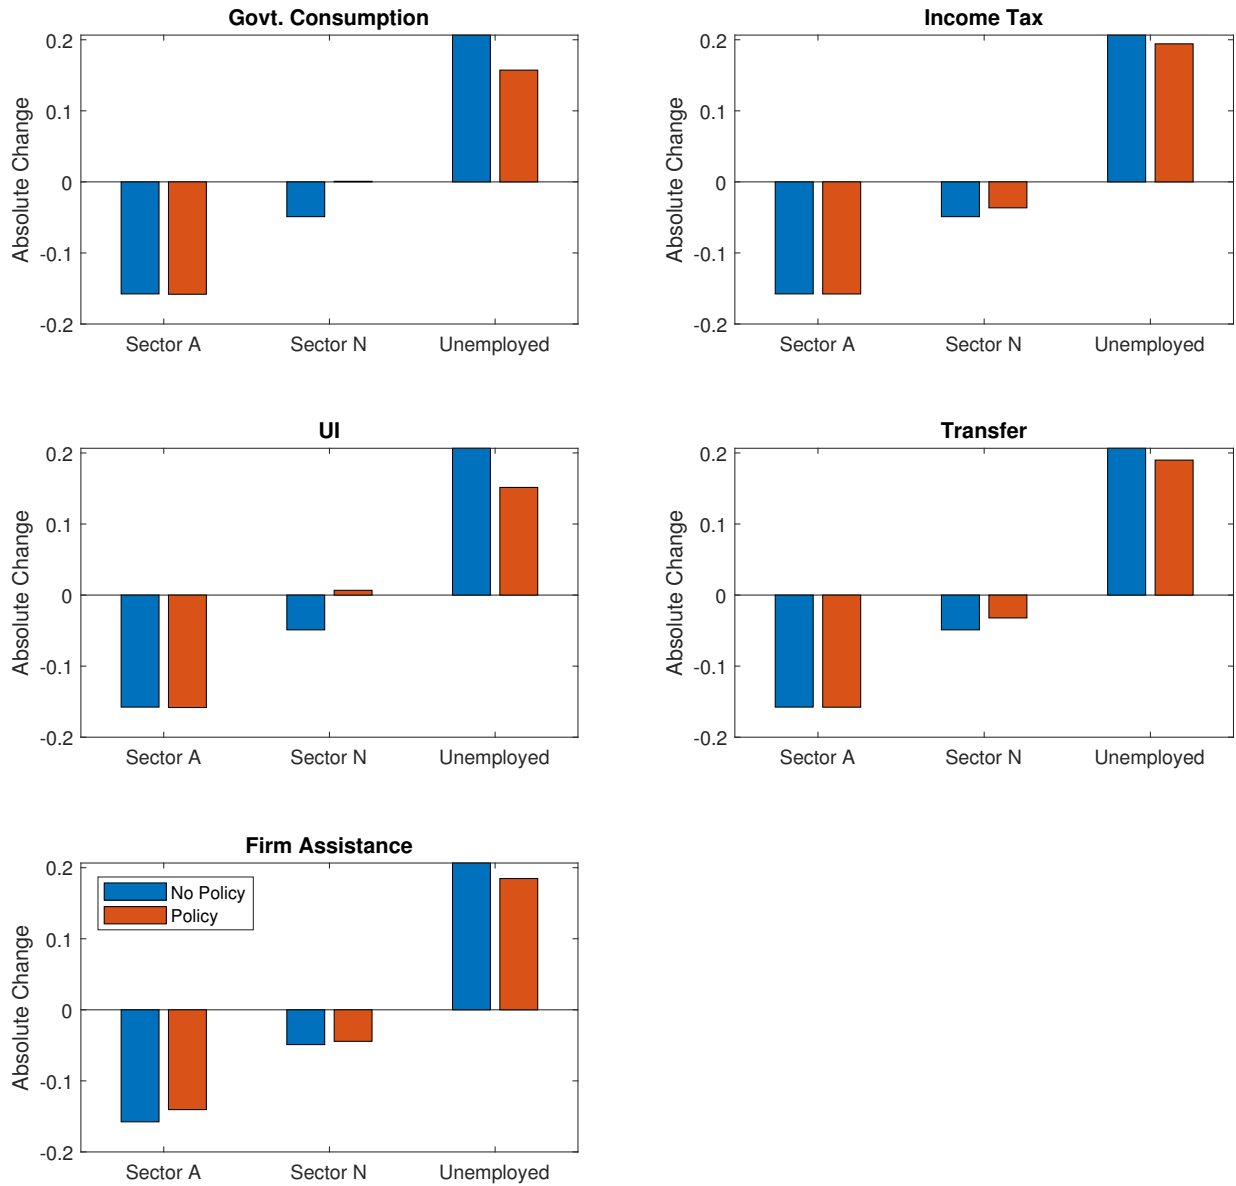 Govt. Consumption
0.2
0.1
0
-0.1
-0.2
Absolute Change
Sector A Sector N Unemployed
Income Tax
0.2
0.1
0
-0.1
-0.2
Absolute Change
Sector A Sector N Unemployed
UI
0.2
0.1
0
-0.1
-0.2
Absolute Change
Sector A Sector N Unemployed
Transfer
0.2
0.1
0
-0.1
-0.2
Absolute Change
Sector A Sector N Unemployed
Firm Assistance
0.2
0.1
0
-0.1
-0.2
Absolute Change
No Policy
Policy
Sector A Sector N Unemployed